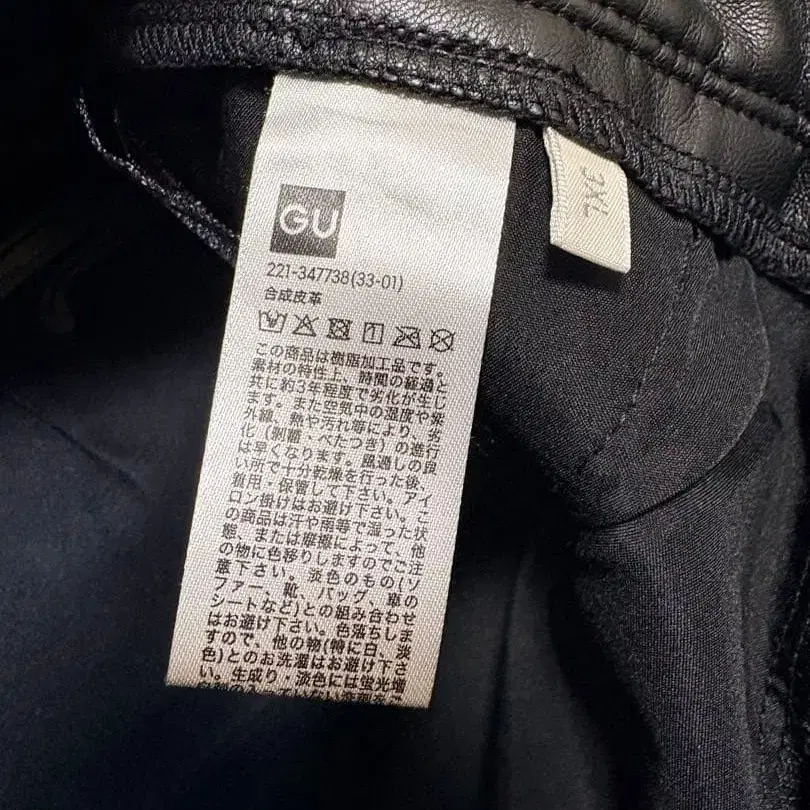 GU
221-347738(33-01)
合成皮革
この商品は樹脂加工品です。
素材の特性上、時間の経過と
共に約3年程度で劣化が生じ
ます。また空気中の湿度や紫
外線、熱や汚れ等により、劣
化（剝離・べたつき）の進行
は早くなります。風通しの良
い所で十分乾燥を行った後、
着用・保管して下さい。アイ
ロン掛けはお避け下さい。こ
の商品は汗や雨等で湿った状
態、または摩擦によって、他
の物に色移りしますのでご注
意下さい。淡色のもの(ソ
ファー、靴、バッグ、車の
シートなど)との組み合わせ
はお避け下さい。色落ちしま
すので、他の物(特に白、淡
色)とのお洗濯はお避け下さ
い。生成り・淡色には蛍光増
3XL